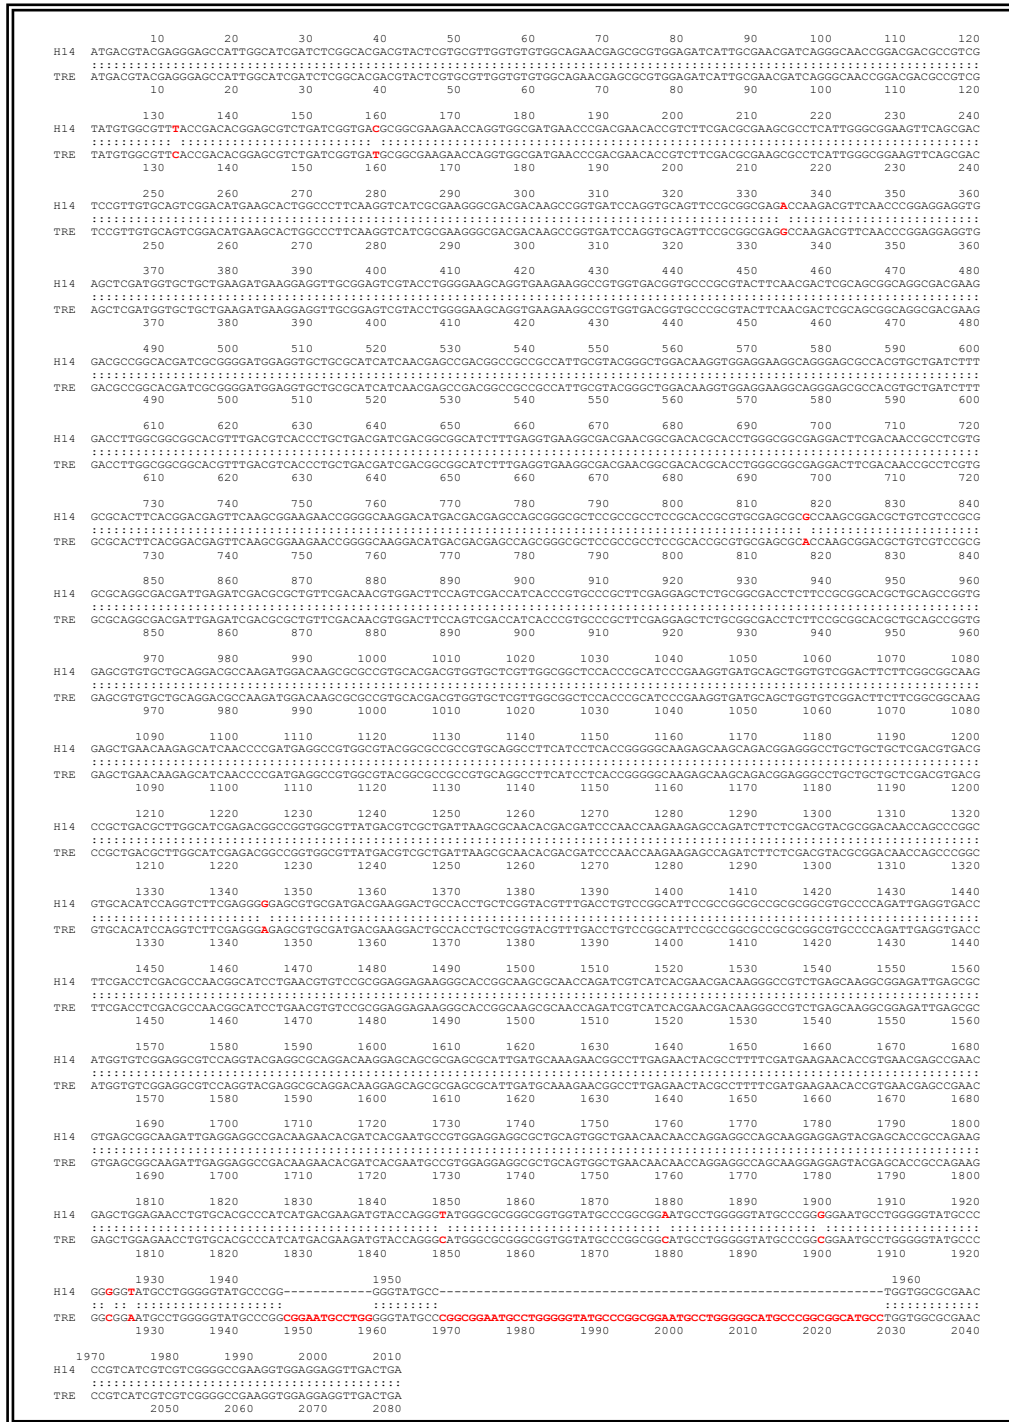 10 20 30 40 50 60 70 80 90 100 110 120
H14 ATGACGTACGAGGGAGCCATTGGCATCGATCTCGGCACGACGTACTCGTGCGTTGGTGTGTGGCAGAACGAGCGCGTGGAGATCATTGCGAACGATCAGGGCAACCGGACGACGCCGTCG
TRE ATGACGTACGAGGGAGCCATTGGCATCGATCTCGGCACGACGTACTCGTGCGTTGGTGTGTGGCAGAACGAGCGCGTGGAGATCATTGCGAACGATCAGGGCAACCGGACGACGCCGTCG
10 20 30 40 50 60 70 80 90 100 110 120
130 140 150 160 170 180 190 200 210 220 230 240
H14 TATGTGGCGTTTACCGACACGGAGCGTCTGATCGGTGACGCGGCGAAGAACCAGGTGGCGATGAACCCGACGAACACCGTCTTCGACGCGAAGCGCCTCATTGGGCGGAAGTTCAGCGAC
TRE TATGTGGCGTTCACCGACACGGAGCGTCTGATCGGTGATGCGGCGAAGAACCAGGTGGCGATGAACCCGACGAACACCGTCTTCGACGCGAAGCGCCTCATTGGGCGGAAGTTCAGCGAC
130 140 150 160 170 180 190 200 210 220 230 240
250 260 270 280 290 300 310 320 330 340 350 360
H14 TCCGTTGTGCAGTCGGACATGAAGCACTGGCCCTTCAAGGTCATCGCGAAGGGCGACGACAAGCCGGTGATCCAGGTGCAGTTCCGCGGCGAGACCAAGACGTTCAACCCGGAGGAGGTG
TRE TCCGTTGTGCAGTCGGACATGAAGCACTGGCCCTTCAAGGTCATCGCGAAGGGCGACGACAAGCCGGTGATCCAGGTGCAGTTCCGCGGCGAGGCCAAGACGTTCAACCCGGAGGAGGTG
250 260 270 280 290 300 310 320 330 340 350 360
370 380 390 400 410 420 430 440 450 460 470 480
H14 AGCTCGATGGTGCTGCTGAAGATGAAGGAGGTTGCGGAGTCGTACCTGGGGAAGCAGGTGAAGAAGGCCGTGGTGACGGTGCCCGCGTACTTCAACGACTCGCAGCGGCAGGCGACGAAG
TRE AGCTCGATGGTGCTGCTGAAGATGAAGGAGGTTGCGGAGTCGTACCTGGGGAAGCAGGTGAAGAAGGCCGTGGTGACGGTGCCCGCGTACTTCAACGACTCGCAGCGGCAGGCGACGAAG
370 380 390 400 410 420 430 440 450 460 470 480
490 500 510 520 530 540 550 560 570 580 590 600
H14 GACGCCGGCACGATCGCGGGGATGGAGGTGCTGCGCATCATCAACGAGCCGACGGCCGCCGCCATTGCGTACGGGCTGGACAAGGTGGAGGAAGGCAGGGAGCGCCACGTGCTGATCTTT
TRE GACGCCGGCACGATCGCGGGGATGGAGGTGCTGCGCATCATCAACGAGCCGACGGCCGCCGCCATTGCGTACGGGCTGGACAAGGTGGAGGAAGGCAGGGAGCGCCACGTGCTGATCTTT
490 500 510 520 530 540 550 560 570 580 590 600
610 620 630 640 650 660 670 680 690 700 710 720
H14 GACCTTGGCGGCGGCACGTTTGACGTCACCCTGCTGACGATCGACGGCGGCATCTTTGAGGTGAAGGCGACGAACGGCGACACGCACCTGGGCGGCGAGGACTTCGACAACCGCCTCGTG
TRE GACCTTGGCGGCGGCACGTTTGACGTCACCCTGCTGACGATCGACGGCGGCATCTTTGAGGTGAAGGCGACGAACGGCGACACGCACCTGGGCGGCGAGGACTTCGACAACCGCCTCGTG
610 620 630 640 650 660 670 680 690 700 710 720
730 740 750 760 770 780 790 800 810 820 830 840
H14 GCGCACTTCACGGACGAGTTCAAGCGGAAGAACCGGGGCAAGGACATGACGACGAGCCAGCGGGCGCTCCGCCGCCTCCGCACCGCGTGCGAGCGCGCCAAGCGGACGCTGTCGTCCGCG
TRE GCGCACTTCACGGACGAGTTCAAGCGGAAGAACCGGGGCAAGGACATGACGACGAGCCAGCGGGCGCTCCGCCGCCTCCGCACCGCGTGCGAGCGCACCAAGCGGACGCTGTCGTCCGCG
730 740 750 760 770 780 790 800 810 820 830 840
850 860 870 880 890 900 910 920 930 940 950 960
H14 GCGCAGGCGACGATTGAGATCGACGCGCTGTTCGACAACGTGGACTTCCAGTCGACCATCACCCGTGCCCGCTTCGAGGAGCTCTGCGGCGACCTCTTCCGCGGCACGCTGCAGCCGGTG
TRE GCGCAGGCGACGATTGAGATCGACGCGCTGTTCGACAACGTGGACTTCCAGTCGACCATCACCCGTGCCCGCTTCGAGGAGCTCTGCGGCGACCTCTTCCGCGGCACGCTGCAGCCGGTG
850 860 870 880 890 900 910 920 930 940 950 960
970 980 990 1000 1010 1020 1030 1040 1050 1060 1070 1080
H14 GAGCGTGTGCTGCAGGACGCCAAGATGGACAAGCGCGCCGTGCACGACGTGGTGCTCGTTGGCGGCTCCACCCGCATCCCGAAGGTGATGCAGCTGGTGTCGGACTTCTTCGGCGGCAAG
TRE GAGCGTGTGCTGCAGGACGCCAAGATGGACAAGCGCGCCGTGCACGACGTGGTGCTCGTTGGCGGCTCCACCCGCATCCCGAAGGTGATGCAGCTGGTGTCGGACTTCTTCGGCGGCAAG
970 980 990 1000 1010 1020 1030 1040 1050 1060 1070 1080
1090 1100 1110 1120 1130 1140 1150 1160 1170 1180 1190 1200
H14 GAGCTGAACAAGAGCATCAACCCCGATGAGGCCGTGGCGTACGGCGCCGCCGTGCAGGCCTTCATCCTCACCGGGGGCAAGAGCAAGCAGACGGAGGGCCTGCTGCTGCTCGACGTGACG
TRE GAGCTGAACAAGAGCATCAACCCCGATGAGGCCGTGGCGTACGGCGCCGCCGTGCAGGCCTTCATCCTCACCGGGGGCAAGAGCAAGCAGACGGAGGGCCTGCTGCTGCTCGACGTGACG
1090 1100 1110 1120 1130 1140 1150 1160 1170 1180 1190 1200
1210 1220 1230 1240 1250 1260 1270 1280 1290 1300 1310 1320
H14 CCGCTGACGCTTGGCATCGAGACGGCCGGTGGCGTTATGACGTCGCTGATTAAGCGCAACACGACGATCCCAACCAAGAAGAGCCAGATCTTCTCGACGTACGCGGACAACCAGCCCGGC
TRE CCGCTGACGCTTGGCATCGAGACGGCCGGTGGCGTTATGACGTCGCTGATTAAGCGCAACACGACGATCCCAACCAAGAAGAGCCAGATCTTCTCGACGTACGCGGACAACCAGCCCGGC
1210 1220 1230 1240 1250 1260 1270 1280 1290 1300 1310 1320
1330 1340 1350 1360 1370 1380 1390 1400 1410 1420 1430 1440
H14 GTGCACATCCAGGTCTTCGAGGGGGAGCGTGCGATGACGAAGGACTGCCACCTGCTCGGTACGTTTGACCTGTCCGGCATTCCGCCGGCGCCGCGCGGCGTGCCCCAGATTGAGGTGACC
TRE GTGCACATCCAGGTCTTCGAGGGAGAGCGTGCGATGACGAAGGACTGCCACCTGCTCGGTACGTTTGACCTGTCCGGCATTCCGCCGGCGCCGCGCGGCGTGCCCCAGATTGAGGTGACC
1330 1340 1350 1360 1370 1380 1390 1400 1410 1420 1430 1440
1450 1460 1470 1480 1490 1500 1510 1520 1530 1540 1550 1560
H14 TTCGACCTCGACGCCAACGGCATCCTGAACGTGTCCGCGGAGGAGAAGGGCACCGGCAAGCGCAACCAGATCGTCATCACGAACGACAAGGGCCGTCTGAGCAAGGCGGAGATTGAGCGC
TRE TTCGACCTCGACGCCAACGGCATCCTGAACGTGTCCGCGGAGGAGAAGGGCACCGGCAAGCGCAACCAGATCGTCATCACGAACGACAAGGGCCGTCTGAGCAAGGCGGAGATTGAGCGC
1450 1460 1470 1480 1490 1500 1510 1520 1530 1540 1550 1560
1570 1580 1590 1600 1610 1620 1630 1640 1650 1660 1670 1680
H14 ATGGTGTCGGAGGCGTCCAGGTACGAGGCGCAGGACAAGGAGCAGCGCGAGCGCATTGATGCAAAGAACGGCCTTGAGAACTACGCCTTTTCGATGAAGAACACCGTGAACGAGCCGAAC
TRE ATGGTGTCGGAGGCGTCCAGGTACGAGGCGCAGGACAAGGAGCAGCGCGAGCGCATTGATGCAAAGAACGGCCTTGAGAACTACGCCTTTTCGATGAAGAACACCGTGAACGAGCCGAAC
1570 1580 1590 1600 1610 1620 1630 1640 1650 1660 1670 1680
1690 1700 1710 1720 1730 1740 1750 1760 1770 1780 1790 1800
H14 GTGAGCGGCAAGATTGAGGAGGCCGACAAGAACACGATCACGAATGCCGTGGAGGAGGCGCTGCAGTGGCTGAACAACAACCAGGAGGCCAGCAAGGAGGAGTACGAGCACCGCCAGAAG
TRE GTGAGCGGCAAGATTGAGGAGGCCGACAAGAACACGATCACGAATGCCGTGGAGGAGGCGCTGCAGTGGCTGAACAACAACCAGGAGGCCAGCAAGGAGGAGTACGAGCACCGCCAGAAG
1690 1700 1710 1720 1730 1740 1750 1760 1770 1780 1790 1800
1810 1820 1830 1840 1850 1860 1870 1880 1890 1900 1910 1920
H14 GAGCTGGAGAACCTGTGCACGCCCATCATGACGAAGATGTACCAGGGTATGGGCGCGGGCGGTGGTATGCCCGGCGGAATGCCTGGGGGTATGCCCGGGGGAATGCCTGGGGGTATGCCC
TRE GAGCTGGAGAACCTGTGCACGCCCATCATGACGAAGATGTACCAGGGCATGGGCGCGGGCGGTGGTATGCCCGGCGGCATGCCTGGGGGTATGCCCGGCGGAATGCCTGGGGGTATGCCC
1810 1820 1830 1840 1850 1860 1870 1880 1890 1900 1910 1920
1930 1940 1950 1960
H14 GGGGGTATGCCTGGGGGTATGCCCGG------------GGGTATGCCC------------------------------------------------------------TGGTGGCGCGAAC
TRE GGCGGAATGCCTGGGGGTATGCCCGGCGGAATGCCTGGGGGTATGCCCGGCGGAATGCCTGGGGGTATGCCCGGCGGAATGCCTGGGGGCATGCCCGGCGGCATGCCTGGTGGCGCGAAC
1930 1940 1950 1960 1970 1980 1990 2000 2010 2020 2030 2040
1970 1980 1990 2000 2010
H14 CCGTCATCGTCGTCGGGGCCGAAGGTGGAGGAGGTTGACTGA
TRE CCGTCATCGTCGTCGGGGCCGAAGGTGGAGGAGGTTGACTGA
2050 2060 2070 2080